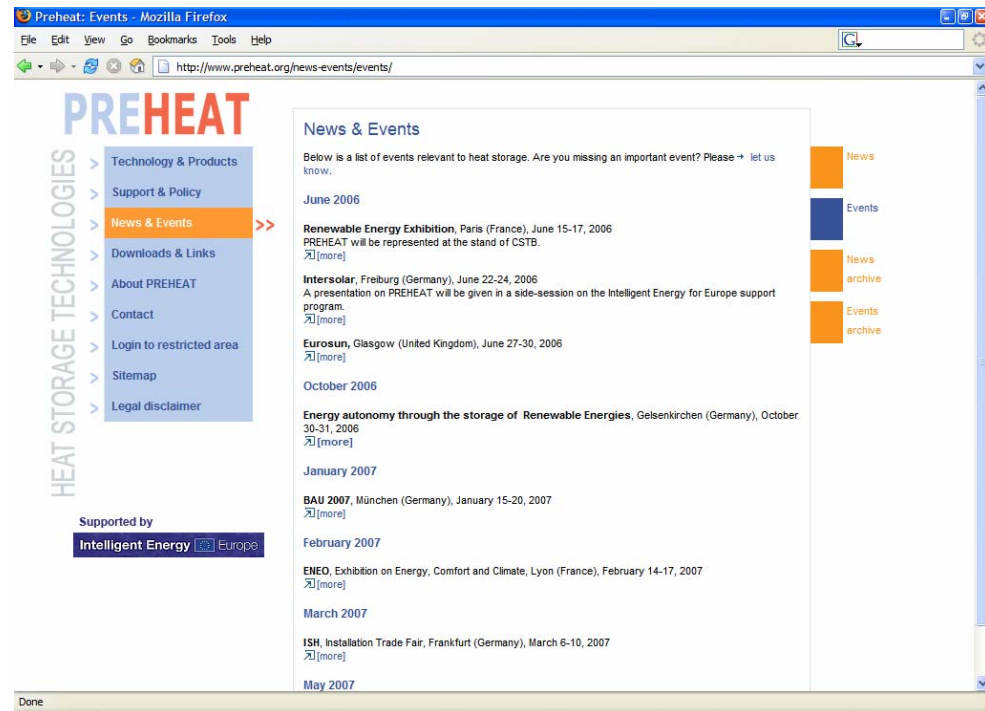 Preheat: Events - Mozilla Firefox
File Edit View Go Bookmarks Tools Help
G
http://www.preheat.org/news-events/events/
PREHEAT
HEAT STORAGE TECHNOLOGIES
> Technology & Products
> Support & Policy
> News & Events >>
> Downloads & Links
> About PREHEAT
> Contact
> Login to restricted area
> Sitemap
> Legal disclaimer
Supported by
Intelligent Energy Europe
News & Events
Below is a list of events relevant to heat storage. Are you missing an important event? Please → let us
know.
June 2006
Renewable Energy Exhibition, Paris (France), June 15-17, 2006
PREHEAT will be represented at the stand of CSTB.
[more]
Intersolar, Freiburg (Germany), June 22-24, 2006
A presentation on PREHEAT will be given in a side-session on the Intelligent Energy for Europe support
program.
[more]
Eurosun, Glasgow (United Kingdom), June 27-30, 2006
[more]
October 2006
Energy autonomy through the storage of Renewable Energies, Gelsenkirchen (Germany), October
30-31, 2006
[more]
January 2007
BAU 2007, München (Germany), January 15-20, 2007
[more]
February 2007
ENEO, Exhibition on Energy, Comfort and Climate, Lyon (France), February 14-17, 2007
[more]
March 2007
ISH, Installation Trade Fair, Frankfurt (Germany), March 6-10, 2007
[more]
May 2007
News
Events
News
archive
Events
archive
Done